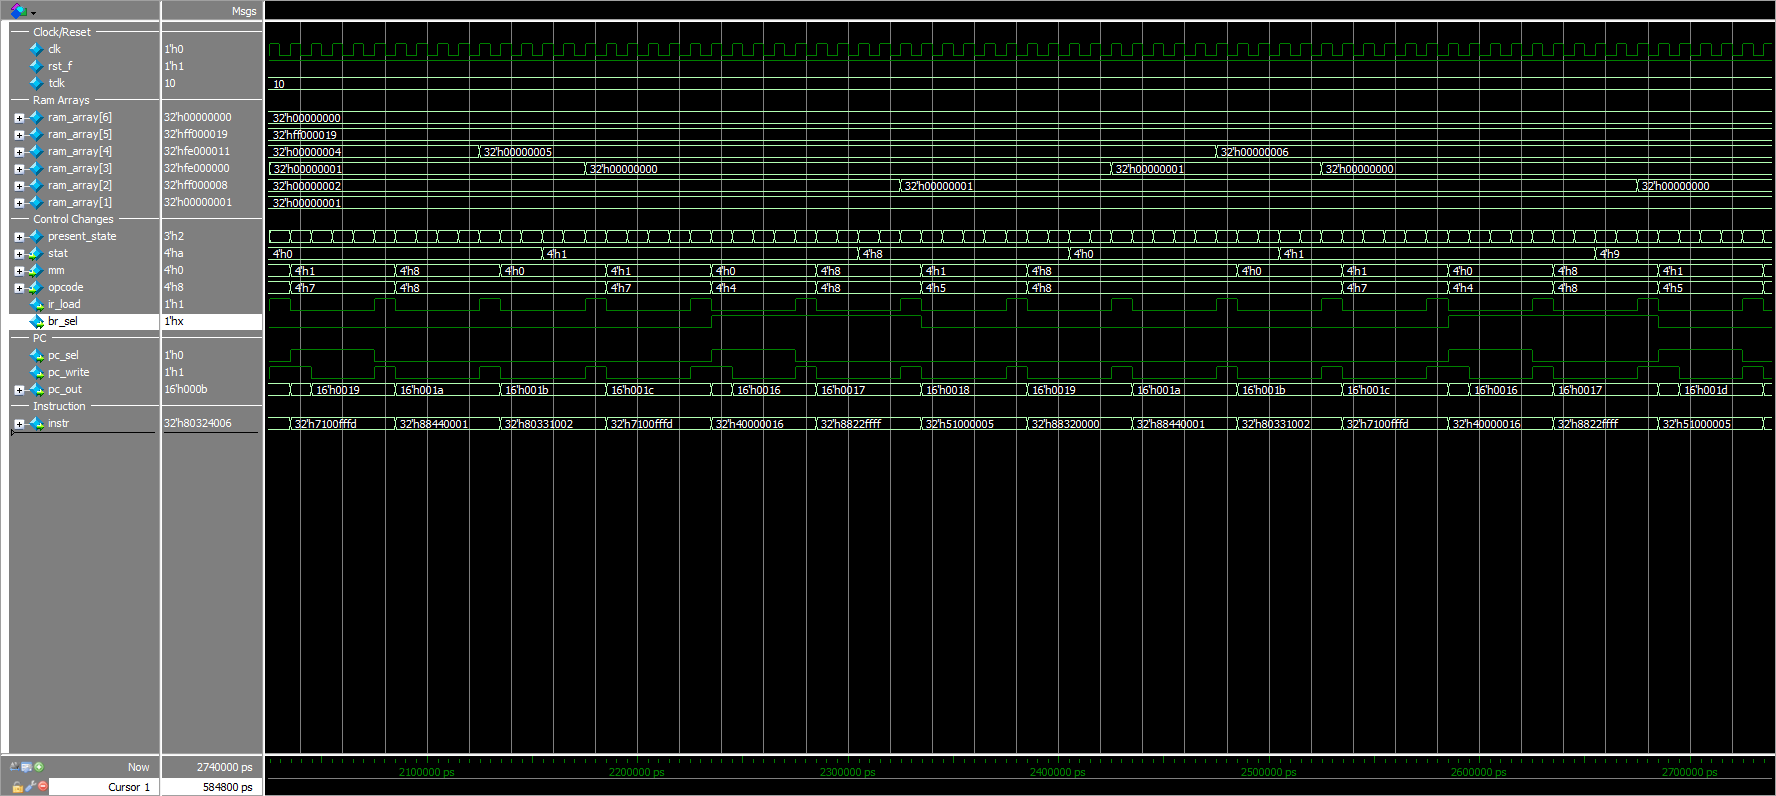 Msgs
Clock/Reset
clk 1'h0
rst_f 1'h1
tclk 10 10
Ram Arrays
ram_array[6] 32'h00000000 32'h00000000
ram_array[5] 32'hff000019 32'hff000019
ram_array[4] 32'hfe000011 32'h00000004 32'h00000005 32'h00000006
ram_array[3] 32'hfe000000 32'h00000001 32'h00000000 32'h00000001 32'h00000000
ram_array[2] 32'hff000008 32'h00000002 32'h00000001 32'h00000000
ram_array[1] 32'h00000001 32'h00000001
Control Changes
present_state 3'h2
stat 4'ha 4'h0 4'h1 4'h8 4'h0 4'h1 4'h9
mm 4'h0 4'h1 4'h8 4'h0 4'h1 4'h0 4'h8 4'h1 4'h8 4'h0 4'h1 4'h0 4'h8 4'h1
opcode 4'h8 4'h7 4'h8 4'h7 4'h4 4'h8 4'h5 4'h8 4'h7 4'h4 4'h8 4'h5
ir_load 1'h1
br_sel 1'hx
PC
pc_sel 1'h0
pc_write 1'h1
pc_out 16'h000b 16'h0019 16'h001a 16'h001b 16'h001c 16'h0016 16'h0017 16'h0018 16'h0019 16'h001a 16'h001b 16'h001c 16'h0016 16'h0017 16'h001d
Instruction
instr 32'h80324006 32'h7100fffd 32'h88440001 32'h80331002 32'h7100fffd 32'h40000016 32'h8822ffff 32'h51000005 32'h88320000 32'h88440001 32'h80331002 32'h7100fffd 32'h40000016 32'h8822ffff 32'h51000005
Now 2740000 ps 2100000 ps 2200000 ps 2300000 ps 2400000 ps 2500000 ps 2600000 ps 2700000 ps
Cursor 1 584800 ps